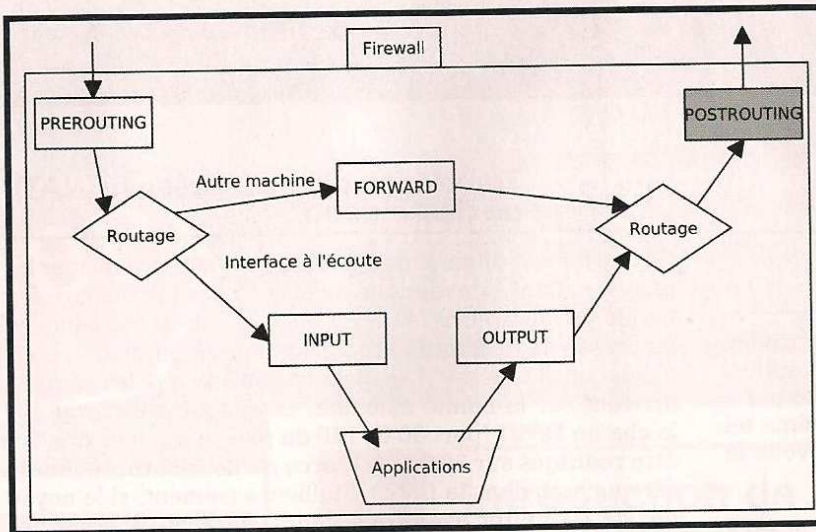 Firewall
PREROUTING
POSTROUTING
Autre machine
FORWARD
Routage
Routage
Interface à l'écoute
INPUT
OUTPUT
Applications